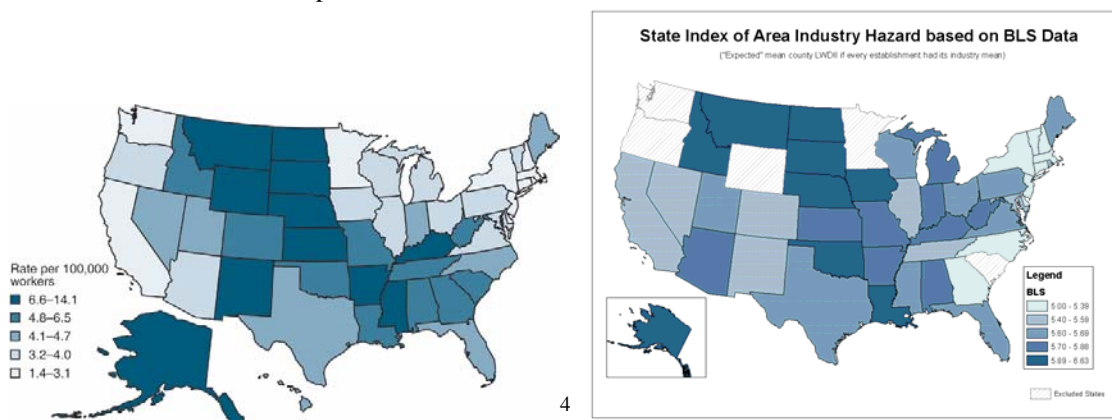 Rate per 100,000
workers
6.6–14.1
4.8–6.5
4.1–4.7
3.2–4.0
1.4–3.1
4
State Index of Area Industry Hazard based on BLS Data
("Expected" mean county LWDII if every establishment had its industry mean)
Legend
BLS
5.00 - 5.39
5.40 - 5.59
5.60 - 5.69
5.70 - 5.88
5.89 - 6.63
Excluded States